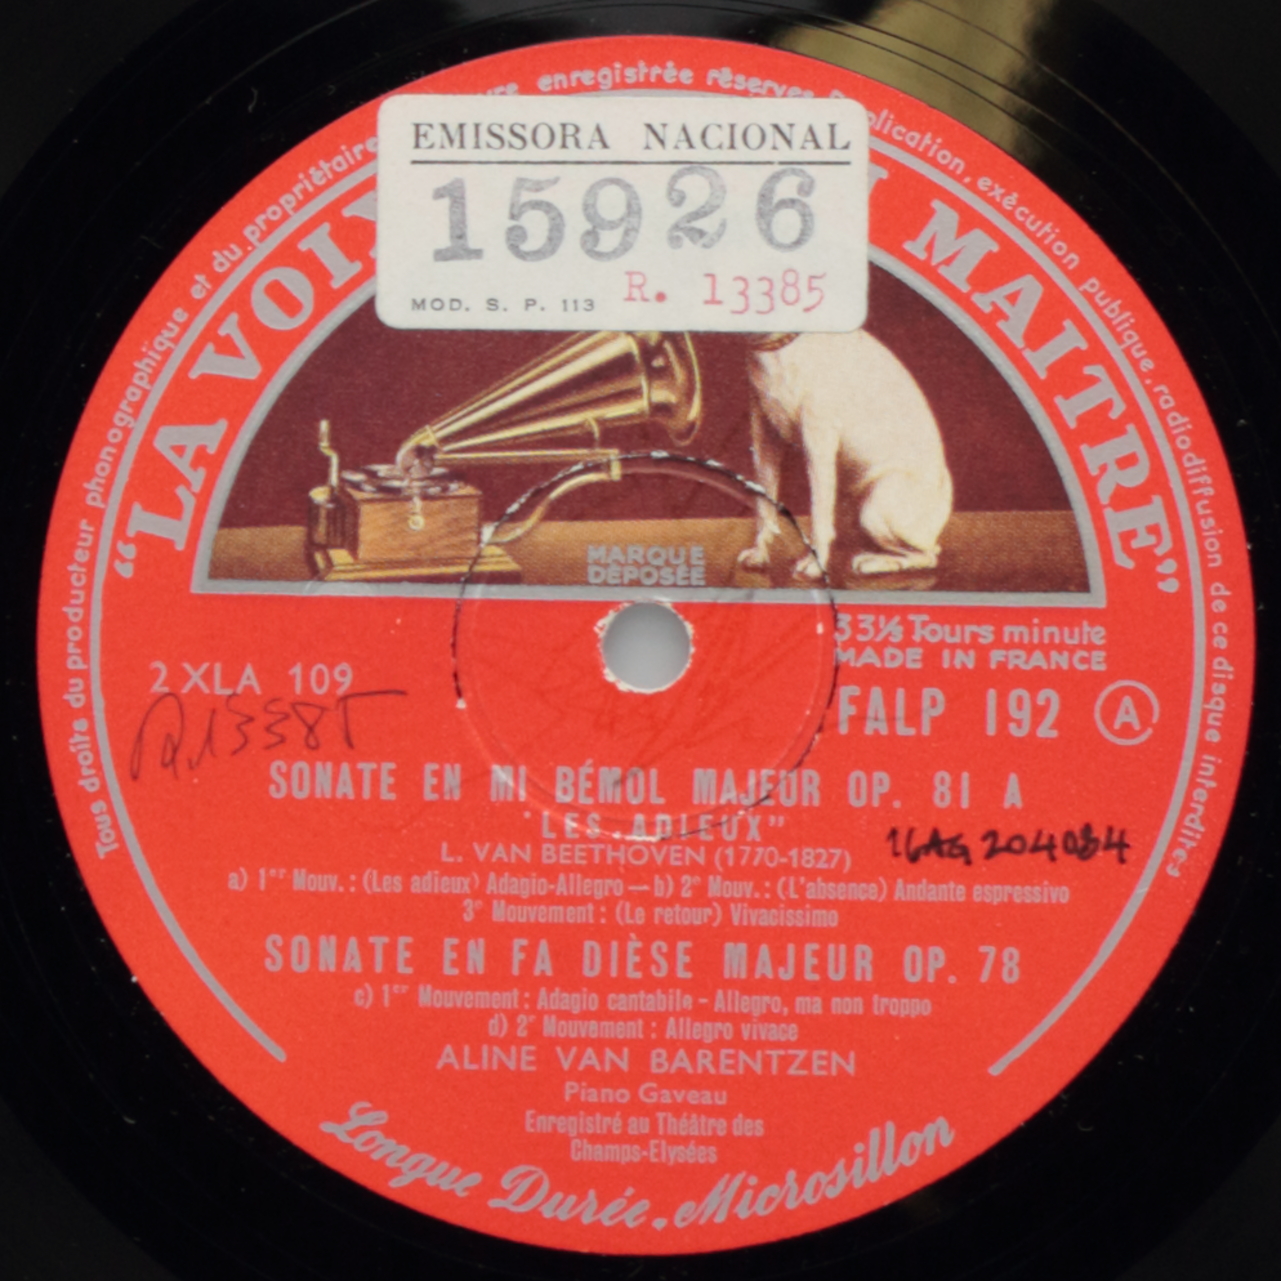 Tous droits du producteur phonographique et du propriétaire enregistrée réservés exécution publique, radiodiffusion de ce disque interdites
EMISSORA NACIONAL
15926
MOD. S. P. 113 R. 13385
"LA VOIX MAITRE"
MARQUE
DÉPOSÉE
33⅓ Tours minute
MADE IN FRANCE
2 XLA 109
FALP 192 A
R.13385
SONATE EN MI BÉMOL MAJEUR OP. 81 A
"LES ADIEUX"
16AG204084
L. VAN BEETHOVEN (1770-1827)
a) 1er Mouv. : (Les adieux) Adagio-Allegro — b) 2e Mouv. : (L'absence) Andante espressivo
3e Mouvement : (Le retour) Vivacissimo
SONATE EN FA DIÈSE MAJEUR OP. 78
c) 1er Mouvement : Adagio cantabile - Allegro, ma non troppo
d) 2e Mouvement : Allegro vivace
ALINE VAN BARENTZEN
Piano Gaveau
Enregistré au Théâtre des
Champs-Elysées
Longue Durée. Microsillon